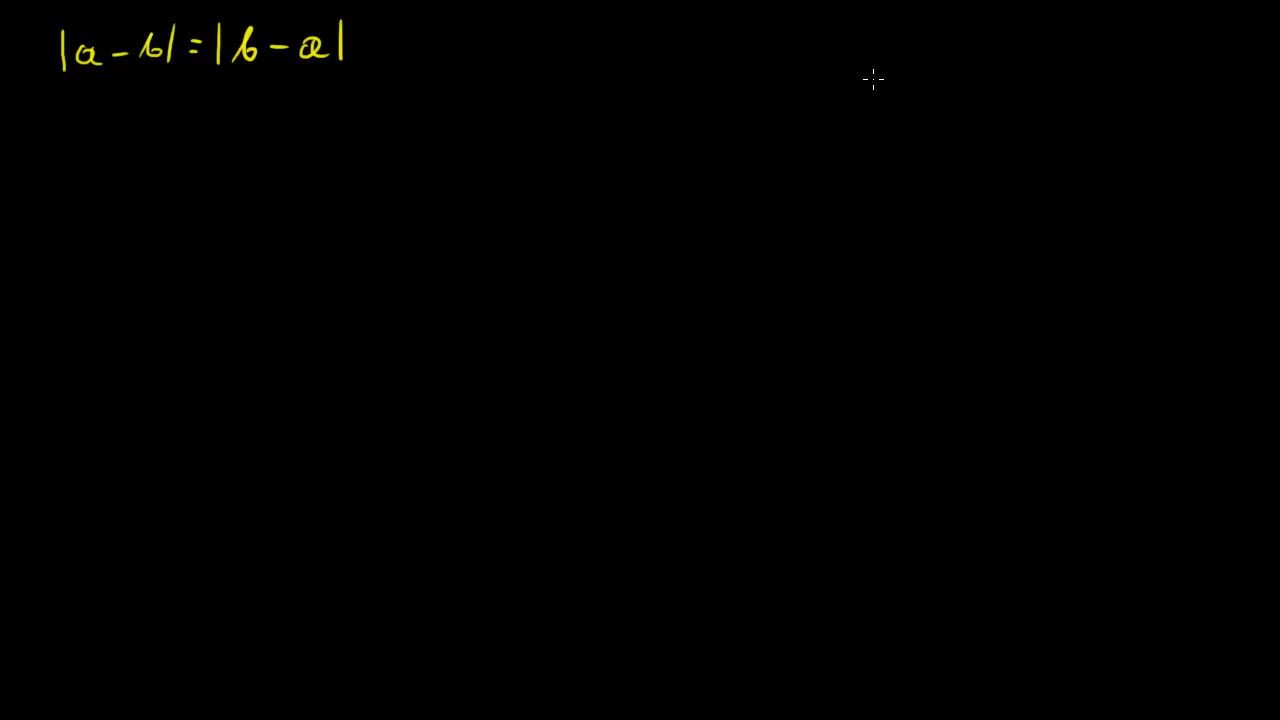 |a - b| = |b - a|